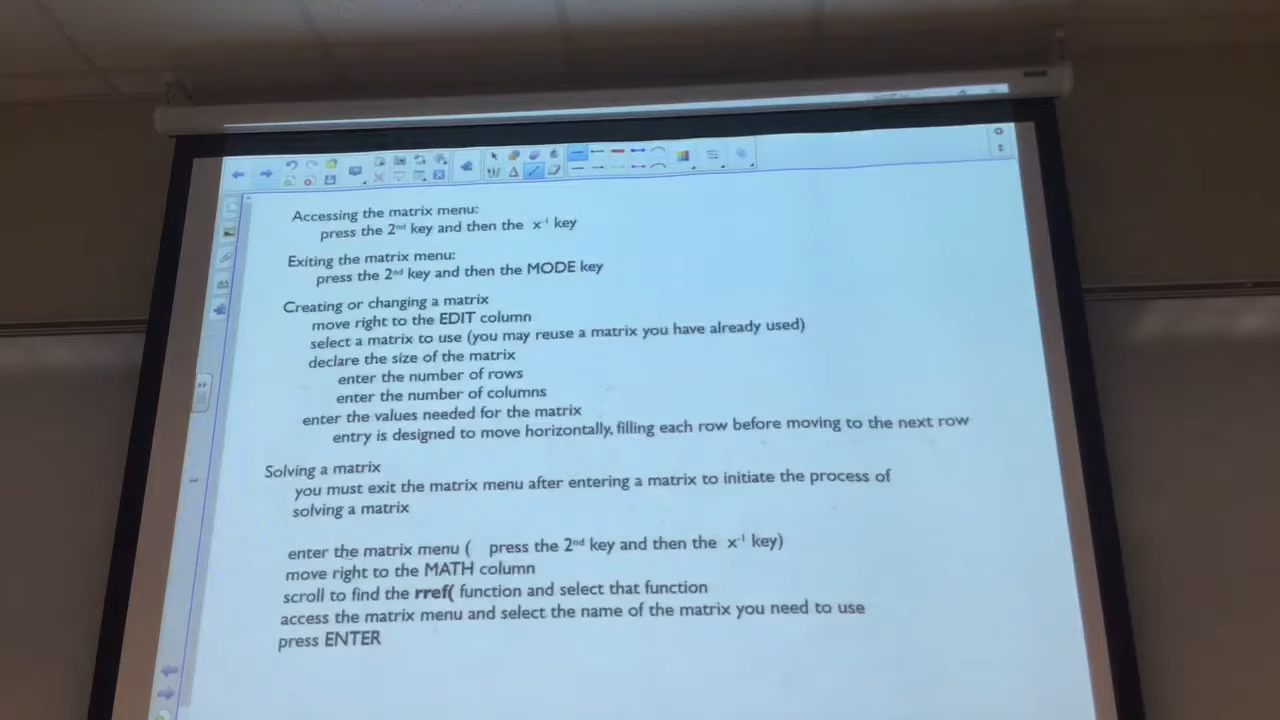 Accessing the matrix menu:
press the 2nd key and then the x⁻¹ key
Exiting the matrix menu:
press the 2nd key and then the MODE key
Creating or changing a matrix
move right to the EDIT column
select a matrix to use (you may reuse a matrix you have already used)
declare the size of the matrix
enter the number of rows
enter the number of columns
enter the values needed for the matrix
entry is designed to move horizontally, filling each row before moving to the next row
Solving a matrix
you must exit the matrix menu after entering a matrix to initiate the process of
solving a matrix
enter the matrix menu ( press the 2nd key and then the x⁻¹ key)
move right to the MATH column
scroll to find the rref( function and select that function
access the matrix menu and select the name of the matrix you need to use
press ENTER